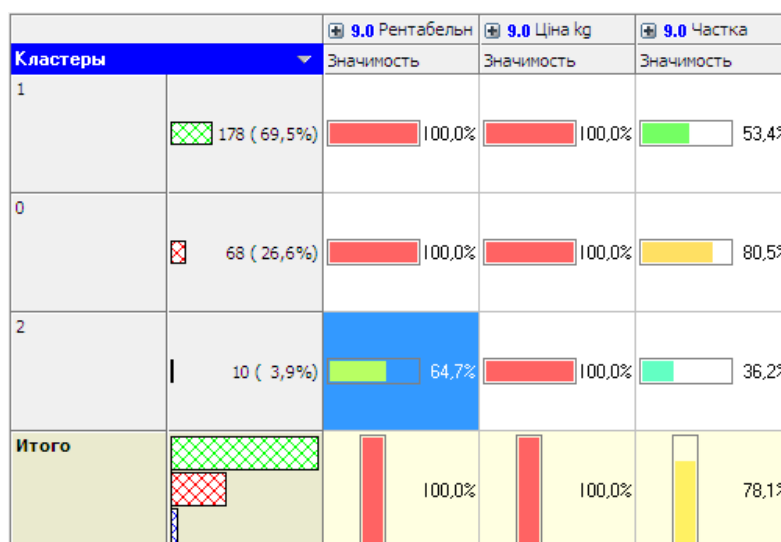 9.0 Рентабельн 9.0 Ціна kg 9.0 Частка
Кластеры Значимость Значимость Значимость
1
178 ( 69,5%) 100,0% 100,0% 53,4%
0
68 ( 26,6%) 100,0% 100,0% 80,5%
2
10 ( 3,9%) 64,7% 100,0% 36,2%
Итого
100,0% 100,0% 78,1%